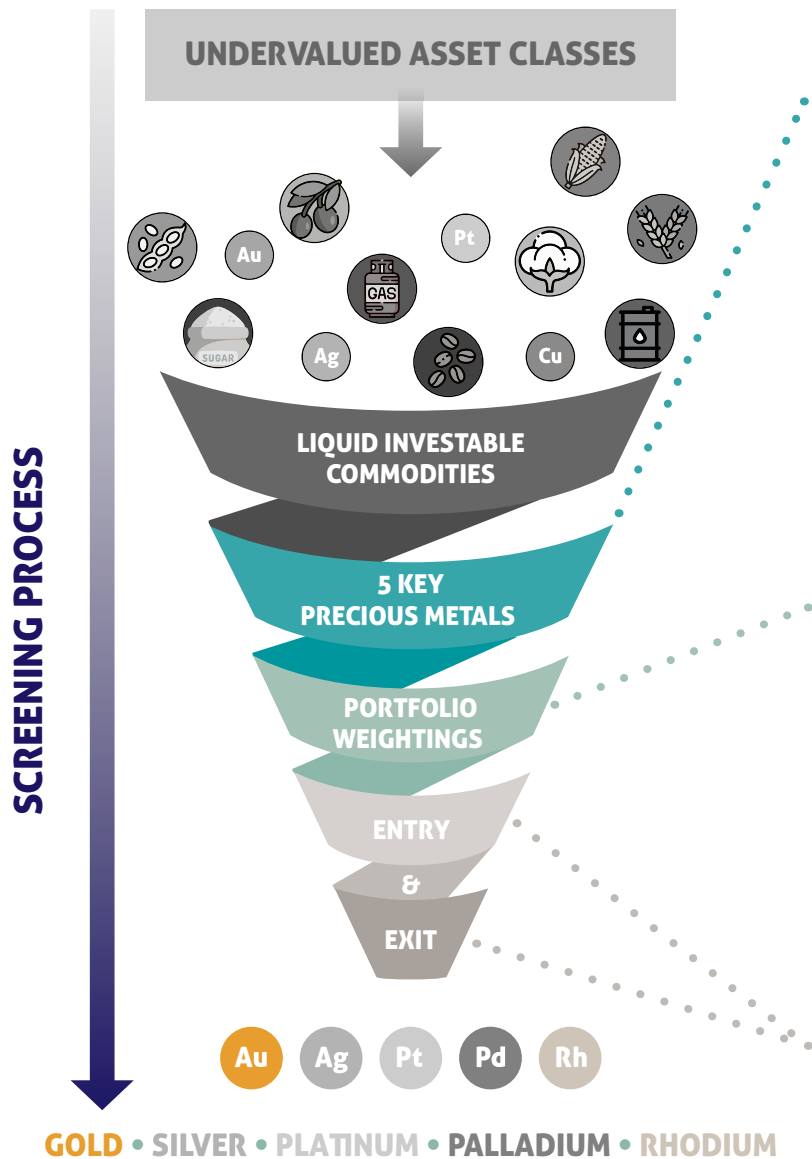 UNDERVALUED ASSET CLASSES
Au
Pt
GAS
SUGAR
Ag
Cu
LIQUID INVESTABLE
COMMODITIES
5 KEY
PRECIOUS METALS
PORTFOLIO
WEIGHTINGS
ENTRY
&
EXIT
SCREENING PROCESS
Au Ag Pt Pd Rh
GOLD • SILVER • PLATINUM • PALLADIUM • RHODIUM